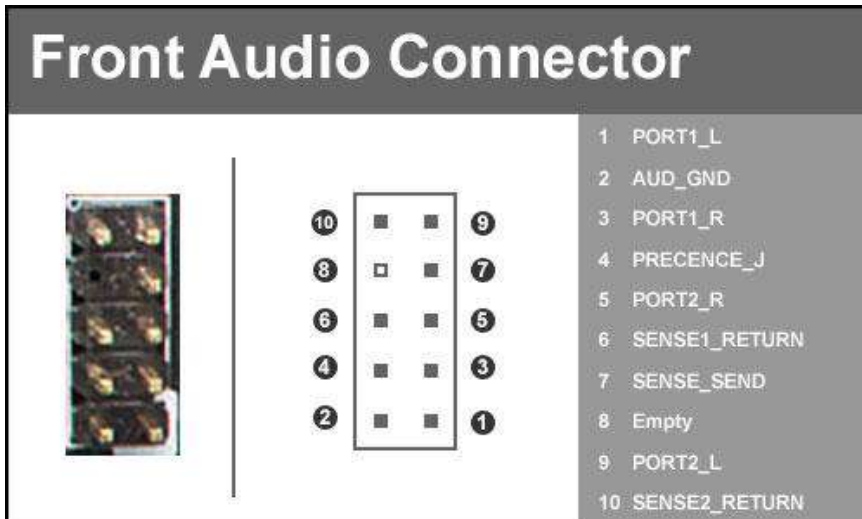 Front Audio Connector
1 PORT1_L
2 AUD_GND
3 PORT1_R
4 PRECENCE_J
5 PORT2_R
6 SENSE1_RETURN
7 SENSE_SEND
8 Empty
9 PORT2_L
10 SENSE2_RETURN
10 9
8 7
6 5
4 3
2 1